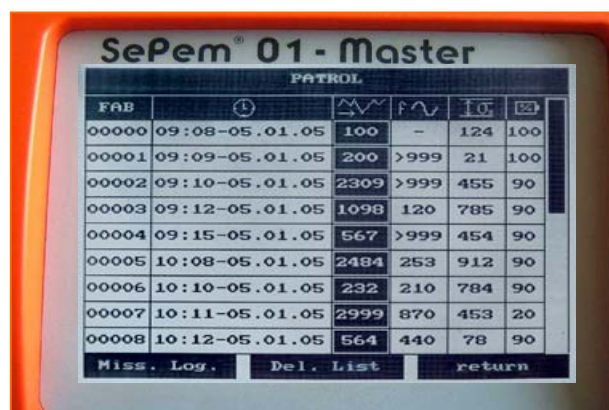 SePem® 01 - Master
PATROL
FAB
00000 09:08-05.01.05 100 - 124 100
00001 09:09-05.01.05 200 >999 21 100
00002 09:10-05.01.05 2309 >999 455 90
00003 09:12-05.01.05 1098 120 785 90
00004 09:15-05.01.05 567 >999 454 90
00005 10:08-05.01.05 2484 253 912 90
00006 10:10-05.01.05 232 210 784 90
00007 10:11-05.01.05 2999 870 453 20
00008 10:12-05.01.05 564 440 78 90
Miss. Log. Del. List return